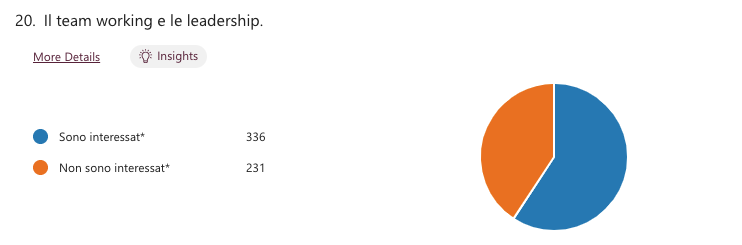 20. Il team working e le leadership.
More Details
Insights
Sono interessat* 336
Non sono interessat* 231